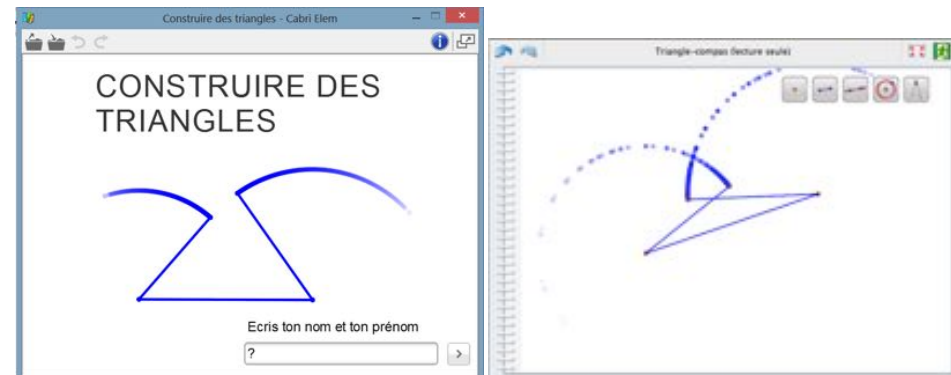 Construire des triangles - Cabri Elem
CONSTRUIRE DES
TRIANGLES
Ecris ton nom et ton prénom
?
Triangle-compas (lecture seule)